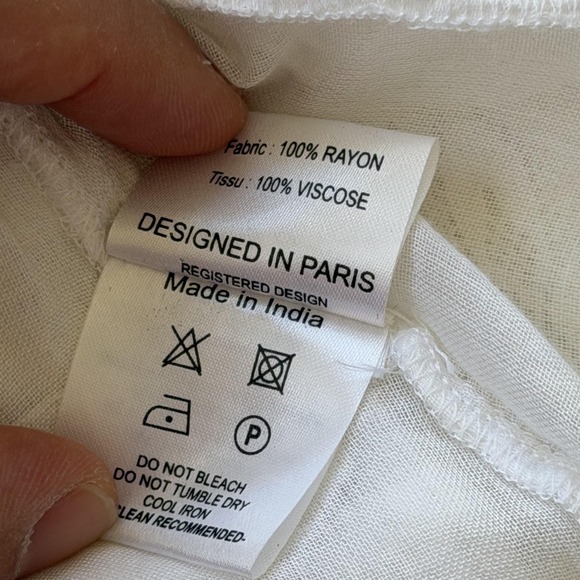 Fabric : 100% RAYON
Tissu : 100% VISCOSE
DESIGNED IN PARIS
REGISTERED DESIGN
Made in India
P
DO NOT BLEACH
DO NOT TUMBLE DRY
COOL IRON
CLEAN RECOMMENDED-